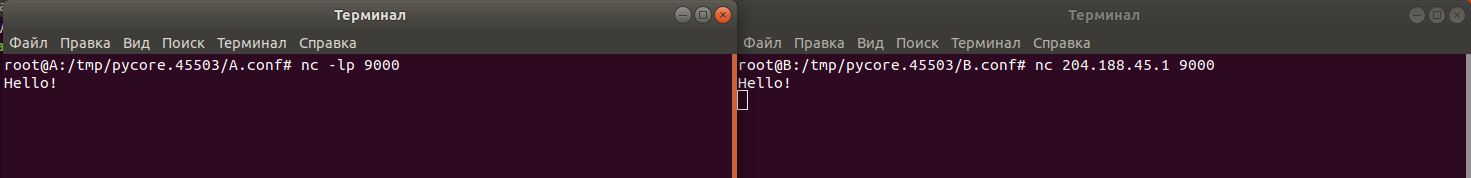 Терминал
Файл Правка Вид Поиск Терминал Справка
root@A:/tmp/pycore.45503/A.conf# nc -lp 9000
Hello!
Терминал
Файл Правка Вид Поиск Терминал Справка
root@B:/tmp/pycore.45503/B.conf# nc 204.188.45.1 9000
Hello!